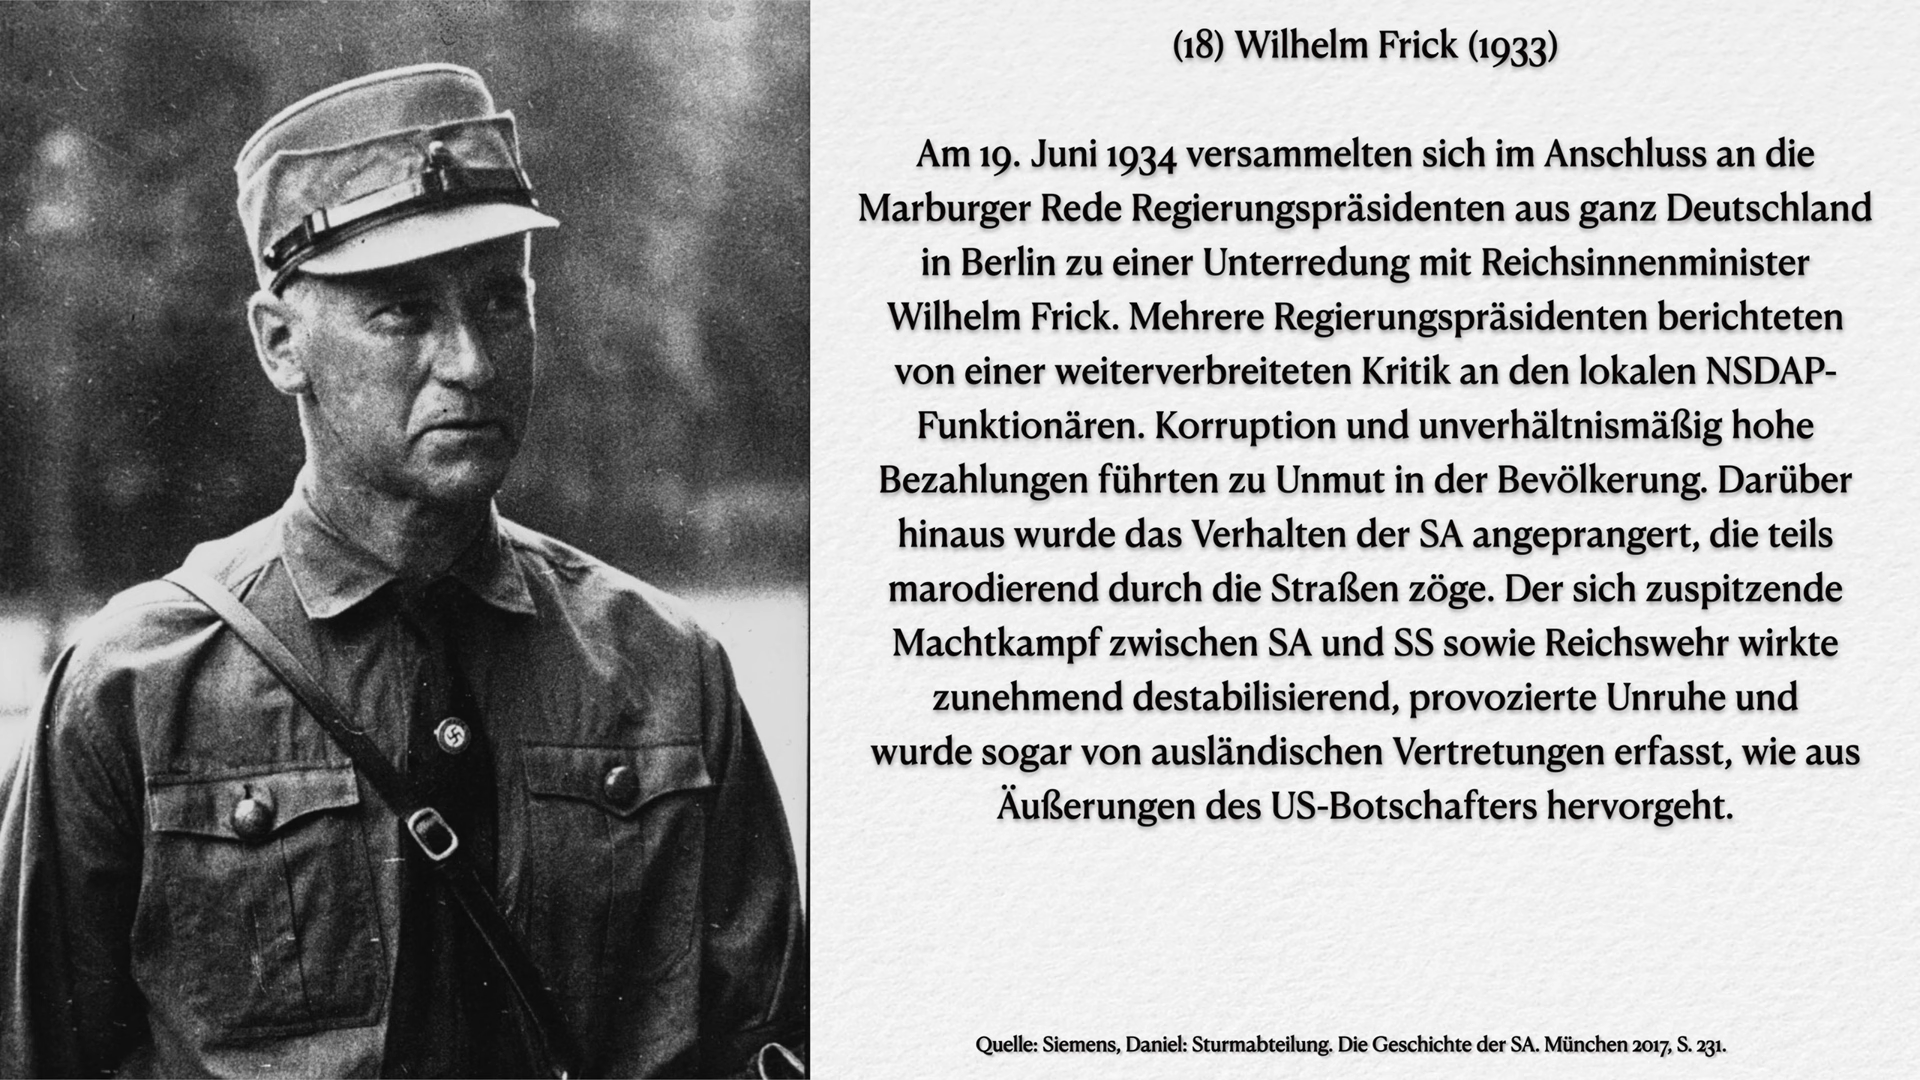 (18) Wilhelm Frick (1933)
Am 19. Juni 1934 versammelten sich im Anschluss an die
Marburger Rede Regierungspräsidenten aus ganz Deutschland
in Berlin zu einer Unterredung mit Reichsinnenminister
Wilhelm Frick. Mehrere Regierungspräsidenten berichteten
von einer weiterverbreiteten Kritik an den lokalen NSDAP-
Funktionären. Korruption und unverhältnismäßig hohe
Bezahlungen führten zu Unmut in der Bevölkerung. Darüber
hinaus wurde das Verhalten der SA angeprangert, die teils
marodierend durch die Straßen zöge. Der sich zuspitzende
Machtkampf zwischen SA und SS sowie Reichswehr wirkte
zunehmend destabilisierend, provozierte Unruhe und
wurde sogar von ausländischen Vertretungen erfasst, wie aus
Äußerungen des US-Botschafters hervorgeht.
Quelle: Siemens, Daniel: Sturmabteilung. Die Geschichte der SA. München 2017, S. 231.